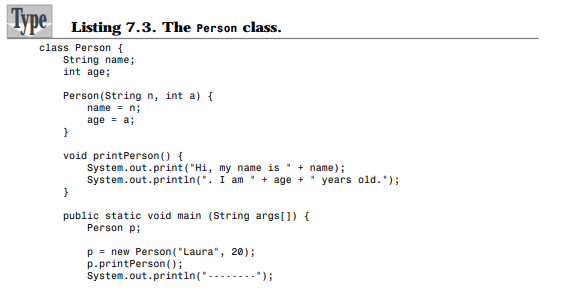 Type
Listing 7.3. The Person class.
class Person {
    String name;
    int age;

    Person(String n, int a) {
        name = n;
        age = a;
    }

    void printPerson() {
        System.out.print("Hi, my name is " + name);
        System.out.println(". I am " + age + " years old.");
    }

    public static void main (String args[]) {
        Person p;

        p = new Person("Laura", 20);
        p.printPerson();
        System.out.println("--------");